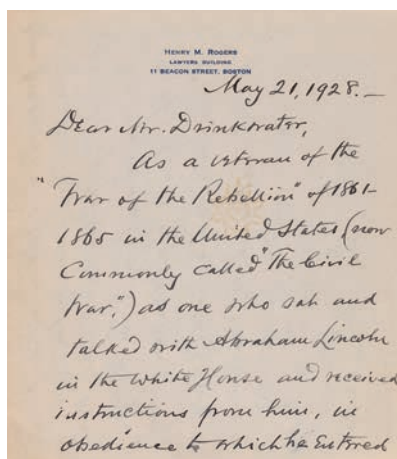 HENRY M. ROGERS
LAWYERS BUILDING
11 BEACON STREET, BOSTON
May 21, 1928.—
Dear Mr. Drinkwater,
As a veteran of the
"War of the Rebellion" of 1861-
1865 in the United States (now
Commonly called "The Civil
War,") as one who sat and
talked with Abraham Lincoln
in the White House and received
instructions from him, in
obedience to which he entered